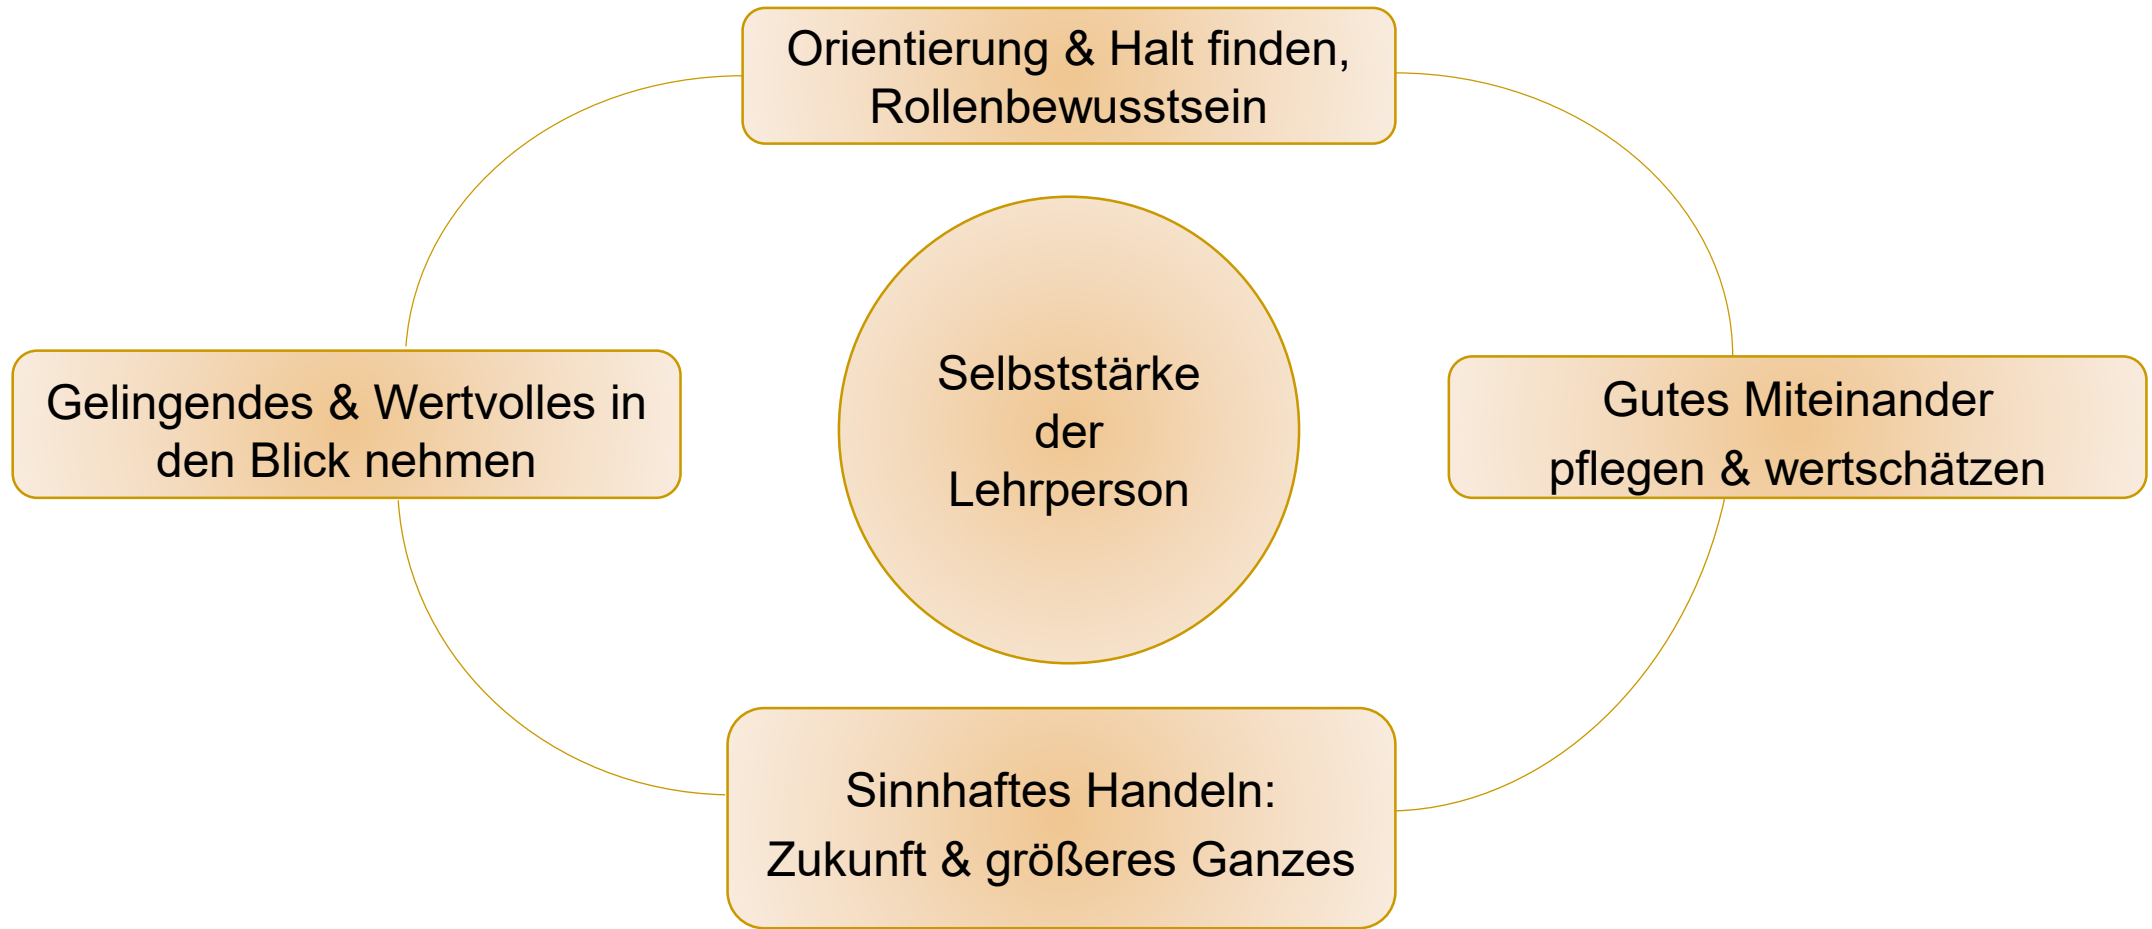 Orientierung & Halt finden,
Rollenbewusstsein
Gelingendes & Wertvolles in
den Blick nehmen
Selbststärke
der
Lehrperson
Gutes Miteinander
pflegen & wertschätzen
Sinnhaftes Handeln:
Zukunft & größeres Ganzes